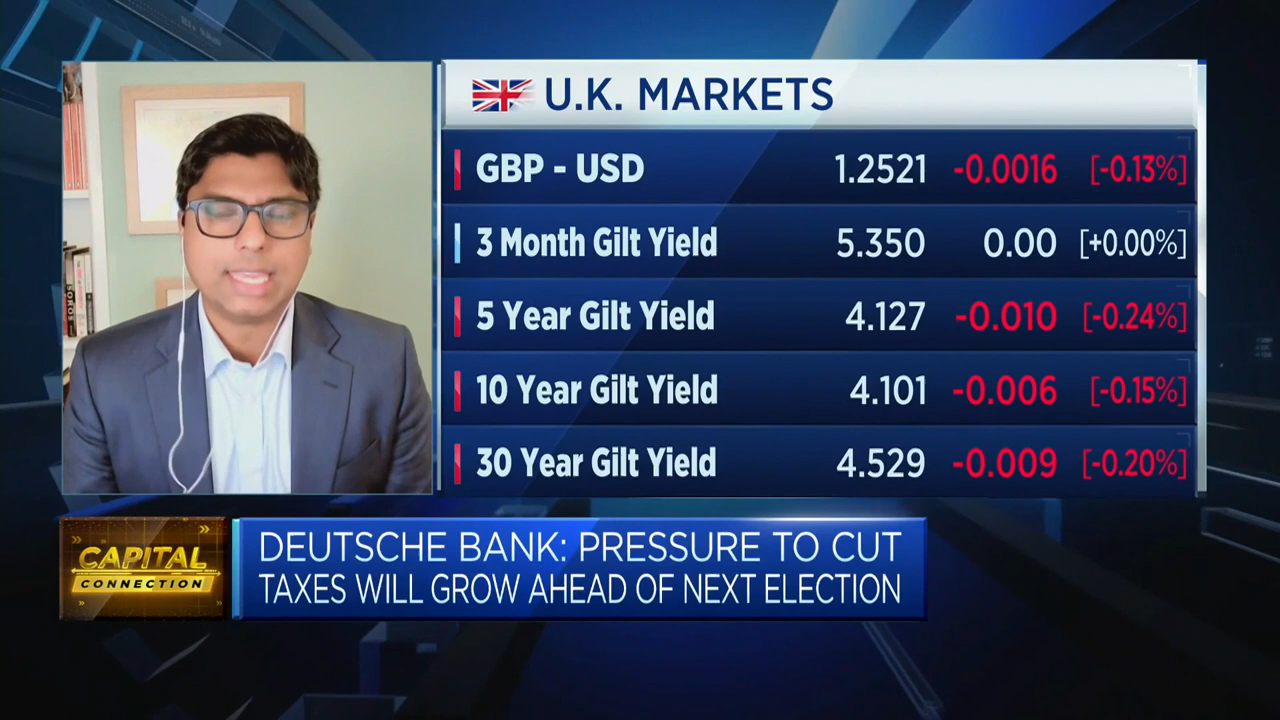 SOROS
U.K. MARKETS
GBP - USD 1.2521 -0.0016 [-0.13%]
3 Month Gilt Yield 5.350 0.00 [+0.00%]
5 Year Gilt Yield 4.127 -0.010 [-0.24%]
10 Year Gilt Yield 4.101 -0.006 [-0.15%]
30 Year Gilt Yield 4.529 -0.009 [-0.20%]
CAPITAL
CONNECTION
DEUTSCHE BANK: PRESSURE TO CUT
TAXES WILL GROW AHEAD OF NEXT ELECTION